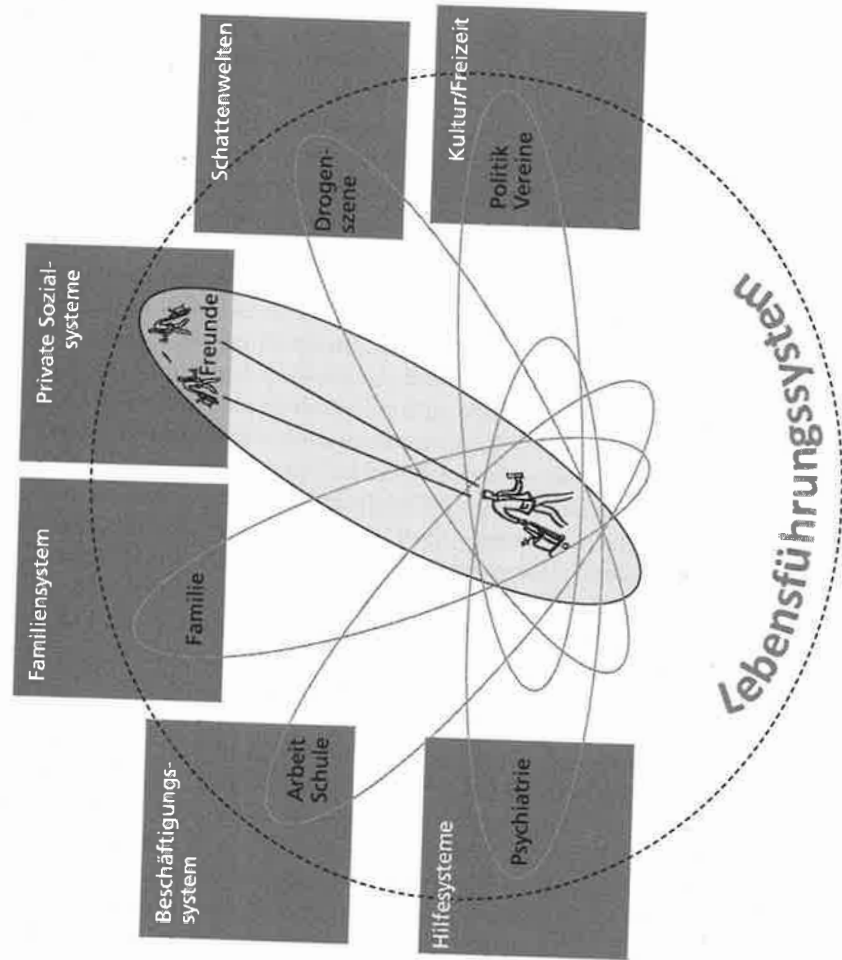 Hilfesysteme
Psychiatrie
Beschäftigungs-
system
Arbeit
Schule
Familiensystem
Familie
Private Sozial-
systeme
Freunde
Schattenwelten
Drogen-
szene
Kultur/Freizeit
Politik
Vereine
Lebensführungssystem